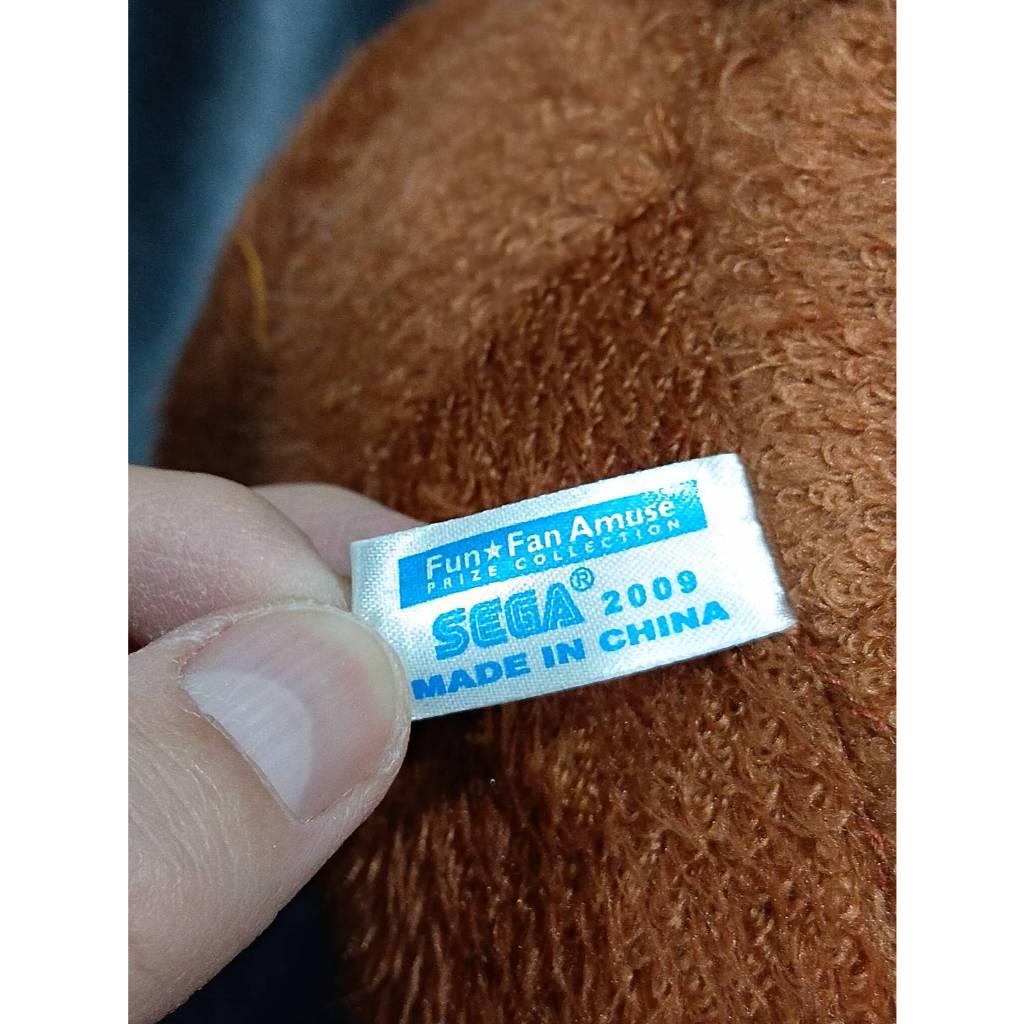 Fun★Fan Amuse
PRIZE COLLECTION
SEGA® 2009
MADE IN CHINA